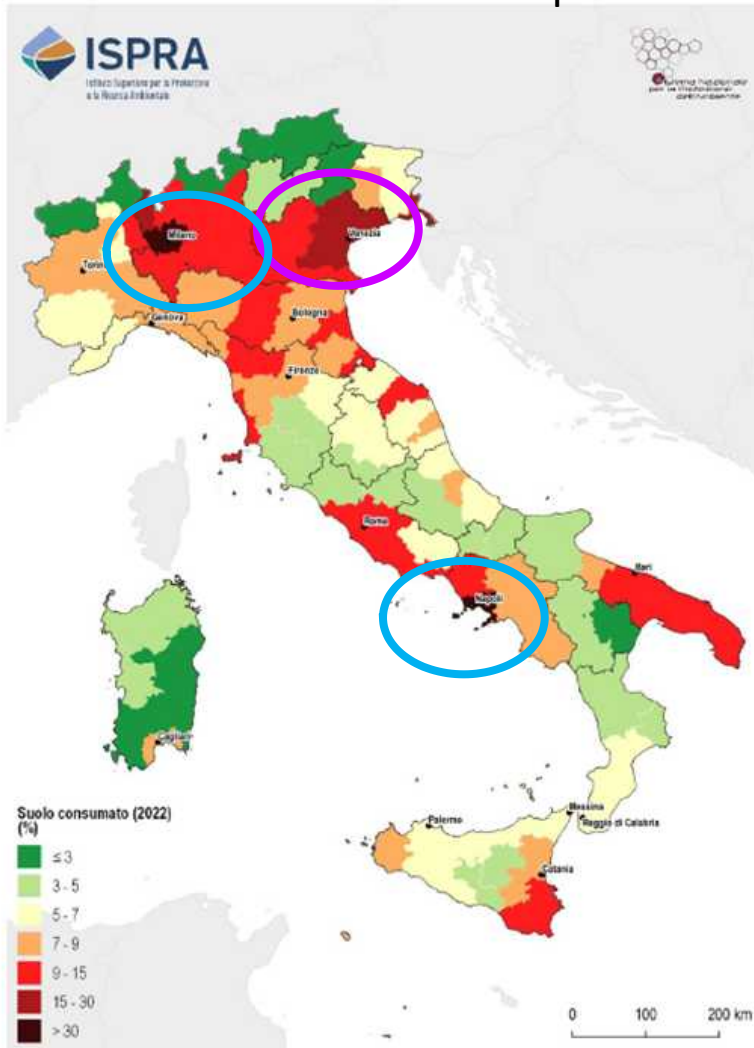 ISPRA
Istituto Superiore per la Protezione
e la Ricerca Ambientale
Milano
Venezia
Torino
Genova
Bologna
Firenze
Roma
Napoli
Bari
Cagliari
Palermo
Messina
Reggio di Calabria
Catania
Suolo consumato (2022)
(%)
≤ 3
3 - 5
5 - 7
7 - 9
9 - 15
15 - 30
> 30
0 100 200 km